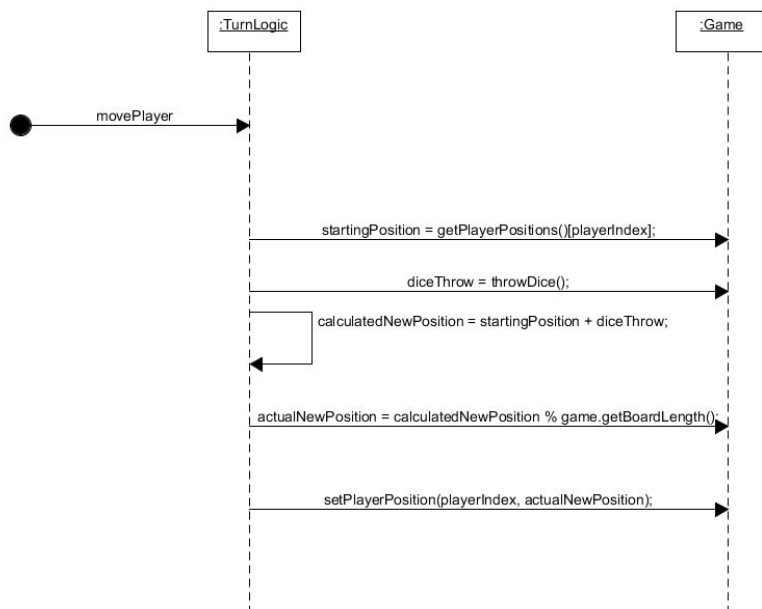 :TurnLogic
:Game
movePlayer
startingPosition = getPlayerPositions()[playerIndex];
diceThrow = throwDice();
calculatedNewPosition = startingPosition + diceThrow;
actualNewPosition = calculatedNewPosition % game.getBoardLength();
setPlayerPosition(playerIndex, actualNewPosition);